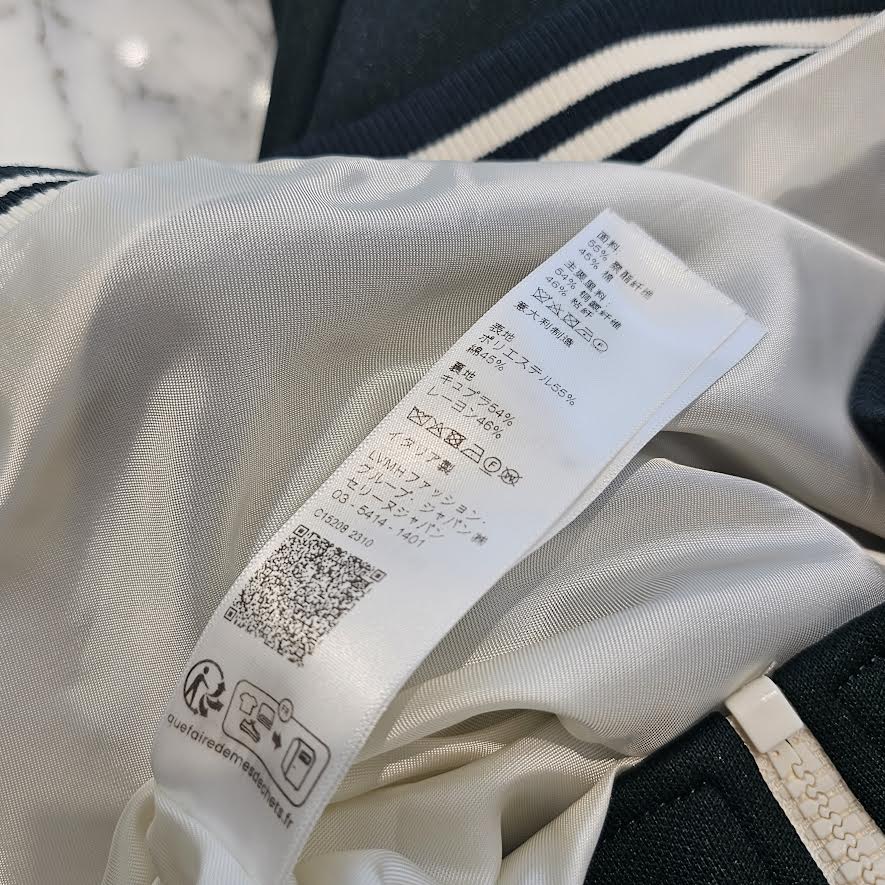 面料:
55% 聚酯纤维
45% 棉
主要里料:
54% 铜氨纤维
46% 粘纤
意大利制造
表地
ポリエステル55%
綿45%
裏地
キュプラ54%
レーヨン46%
イタリア製
LVMHファッション・
グループ・ジャパン㈱
セリーヌジャパン
03-5414-1401
C15209 2310
FR
quefairedemesdechets.fr